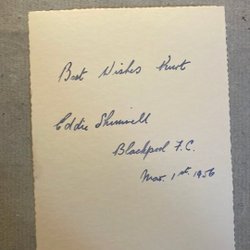 Best Wishes Kurt
Eddie Shimwell
Blackpool F.C.
Mar. 1st. 1956